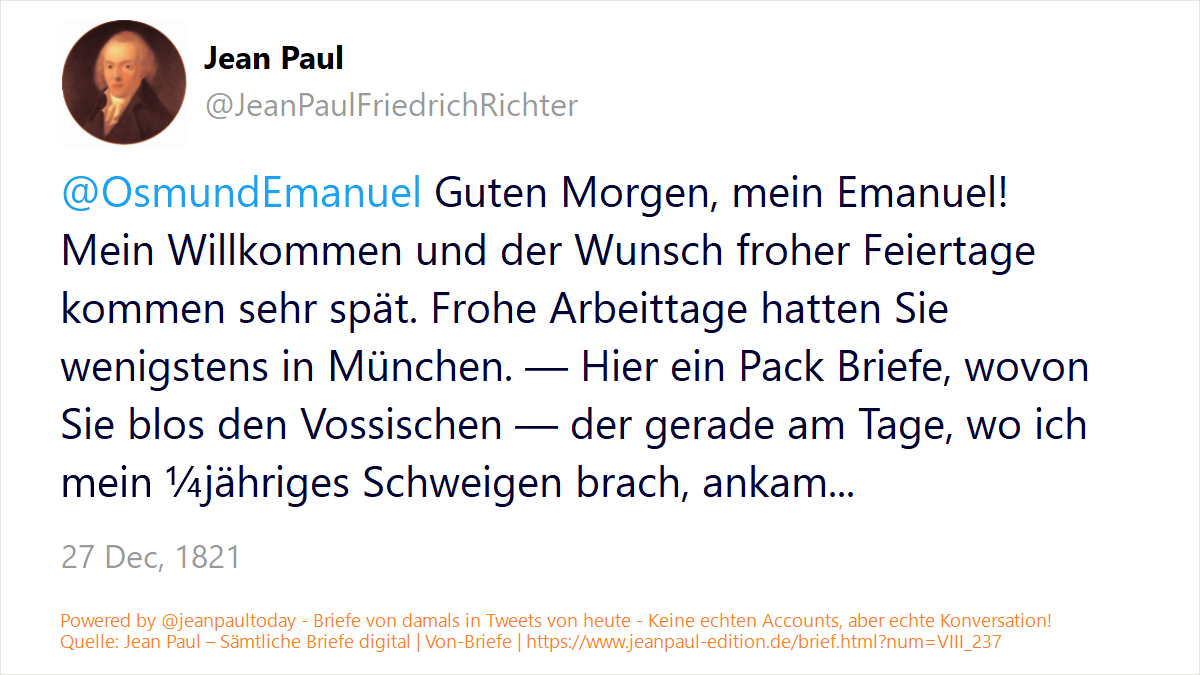 Jean Paul
@JeanPaulFriedrichRichter
@OsmundEmanuel Guten Morgen, mein Emanuel!
Mein Willkommen und der Wunsch froher Feiertage
kommen sehr spät. Frohe Arbeittage hatten Sie
wenigstens in München. — Hier ein Pack Briefe, wovon
Sie blos den Vossischen — der gerade am Tage, wo ich
mein ¼jähriges Schweigen brach, ankam...
27 Dec, 1821
Powered by @jeanpaultoday - Briefe von damals in Tweets von heute - Keine echten Accounts, aber echte Konversation!
Quelle: Jean Paul – Sämtliche Briefe digital | Von-Briefe | https://www.jeanpaul-edition.de/brief.html?num=VIII_237